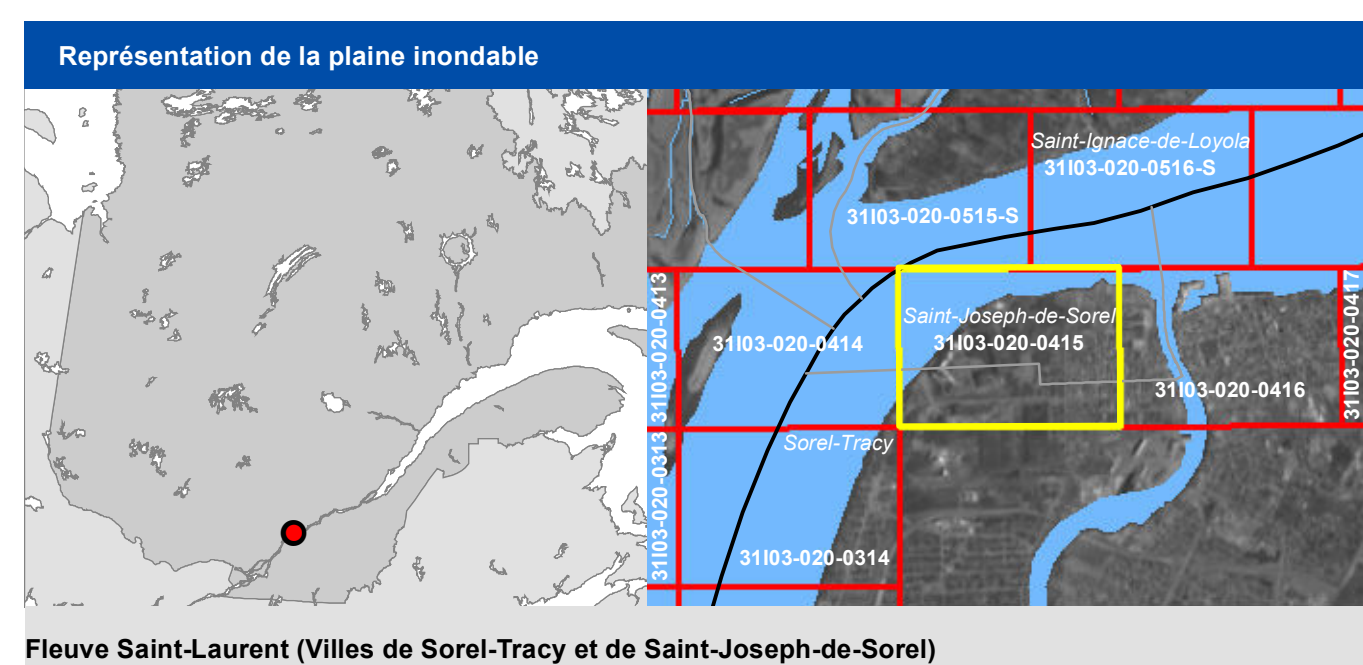 Représentation de la plaine inondable
Saint-Ignace-de-Loyola
31I03-020-0516-S
31I03-020-0515-S
31I03-020-0413
31I03-020-0414
Saint-Joseph-de-Sorel
31I03-020-0415
31I03-020-0416
31I03-020-0417
31I03-020-0313
Sorel-Tracy
31I03-020-0314
Fleuve Saint-Laurent (Villes de Sorel-Tracy et de Saint-Joseph-de-Sorel)